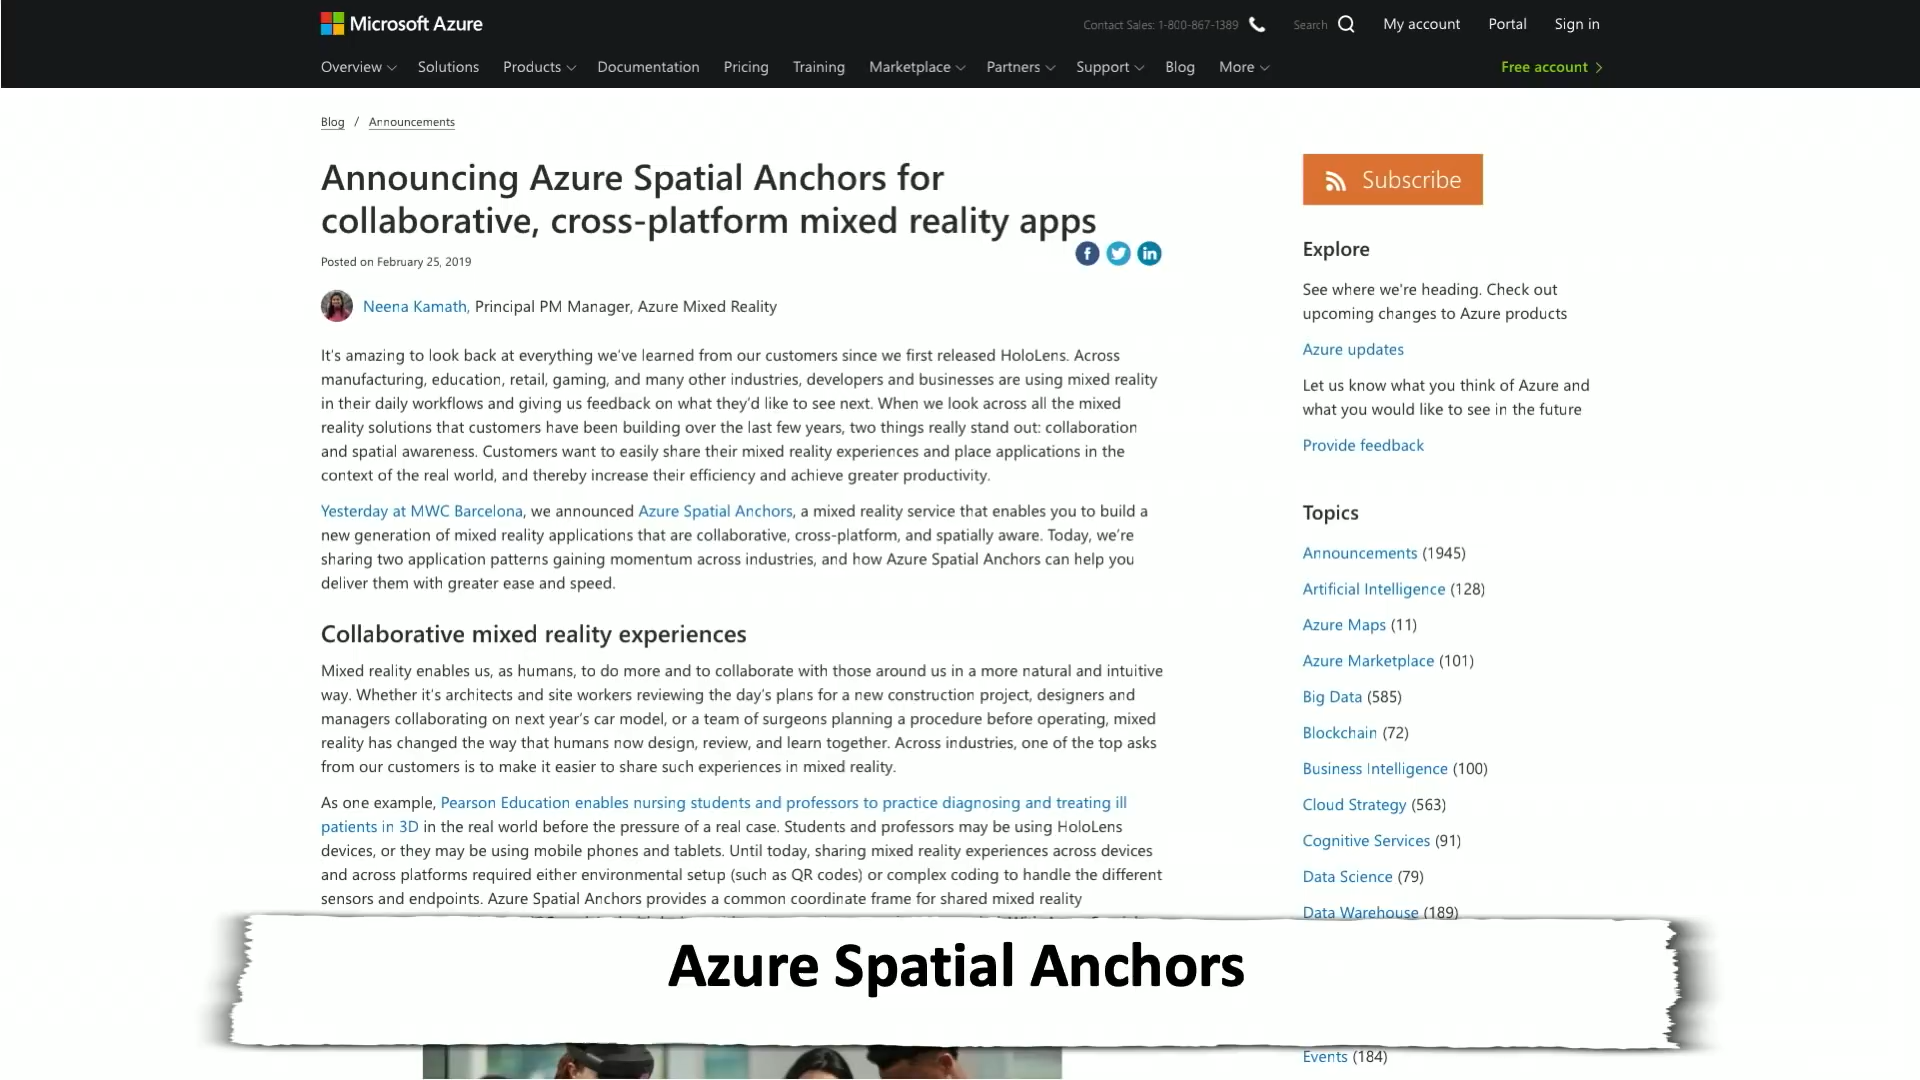 Microsoft Azure
Contact Sales: 1-800-867-1389
Search
My account
Portal
Sign in
Overview
Solutions
Products
Documentation
Pricing
Training
Marketplace
Partners
Support
Blog
More
Free account
Blog / Announcements
Announcing Azure Spatial Anchors for
collaborative, cross-platform mixed reality apps
Posted on February 25, 2019
Neena Kamath, Principal PM Manager, Azure Mixed Reality
It's amazing to look back at everything we've learned from our customers since we first released HoloLens. Across
manufacturing, education, retail, gaming, and many other industries, developers and businesses are using mixed reality
in their daily workflows and giving us feedback on what they'd like to see next. When we look across all the mixed
reality solutions that customers have been building over the last few years, two things really stand out: collaboration
and spatial awareness. Customers want to easily share their mixed reality experiences and place applications in the
context of the real world, and thereby increase their efficiency and achieve greater productivity.
Yesterday at MWC Barcelona, we announced Azure Spatial Anchors, a mixed reality service that enables you to build a
new generation of mixed reality applications that are collaborative, cross-platform, and spatially aware. Today, we're
sharing two application patterns gaining momentum across industries, and how Azure Spatial Anchors can help you
deliver them with greater ease and speed.
Collaborative mixed reality experiences
Mixed reality enables us, as humans, to do more and to collaborate with those around us in a more natural and intuitive
way. Whether it's architects and site workers reviewing the day's plans for a new construction project, designers and
managers collaborating on next year's car model, or a team of surgeons planning a procedure before operating, mixed
reality has changed the way that humans now design, review, and learn together. Across industries, one of the top asks
from our customers is to make it easier to share such experiences in mixed reality.
As one example, Pearson Education enables nursing students and professors to practice diagnosing and treating ill
patients in 3D in the real world before the pressure of a real case. Students and professors may be using HoloLens
devices, or they may be using mobile phones and tablets. Until today, sharing mixed reality experiences across devices
and across platforms required either environmental setup (such as QR codes) or complex coding to handle the different
sensors and endpoints. Azure Spatial Anchors provides a common coordinate frame for shared mixed reality
Subscribe
Explore
See where we're heading. Check out
upcoming changes to Azure products
Azure updates
Let us know what you think of Azure and
what you would like to see in the future
Provide feedback
Topics
Announcements (1945)
Artificial Intelligence (128)
Azure Maps (11)
Azure Marketplace (101)
Big Data (585)
Blockchain (72)
Business Intelligence (100)
Cloud Strategy (563)
Cognitive Services (91)
Data Science (79)
Data Warehouse (189)
Events (184)
Azure Spatial Anchors